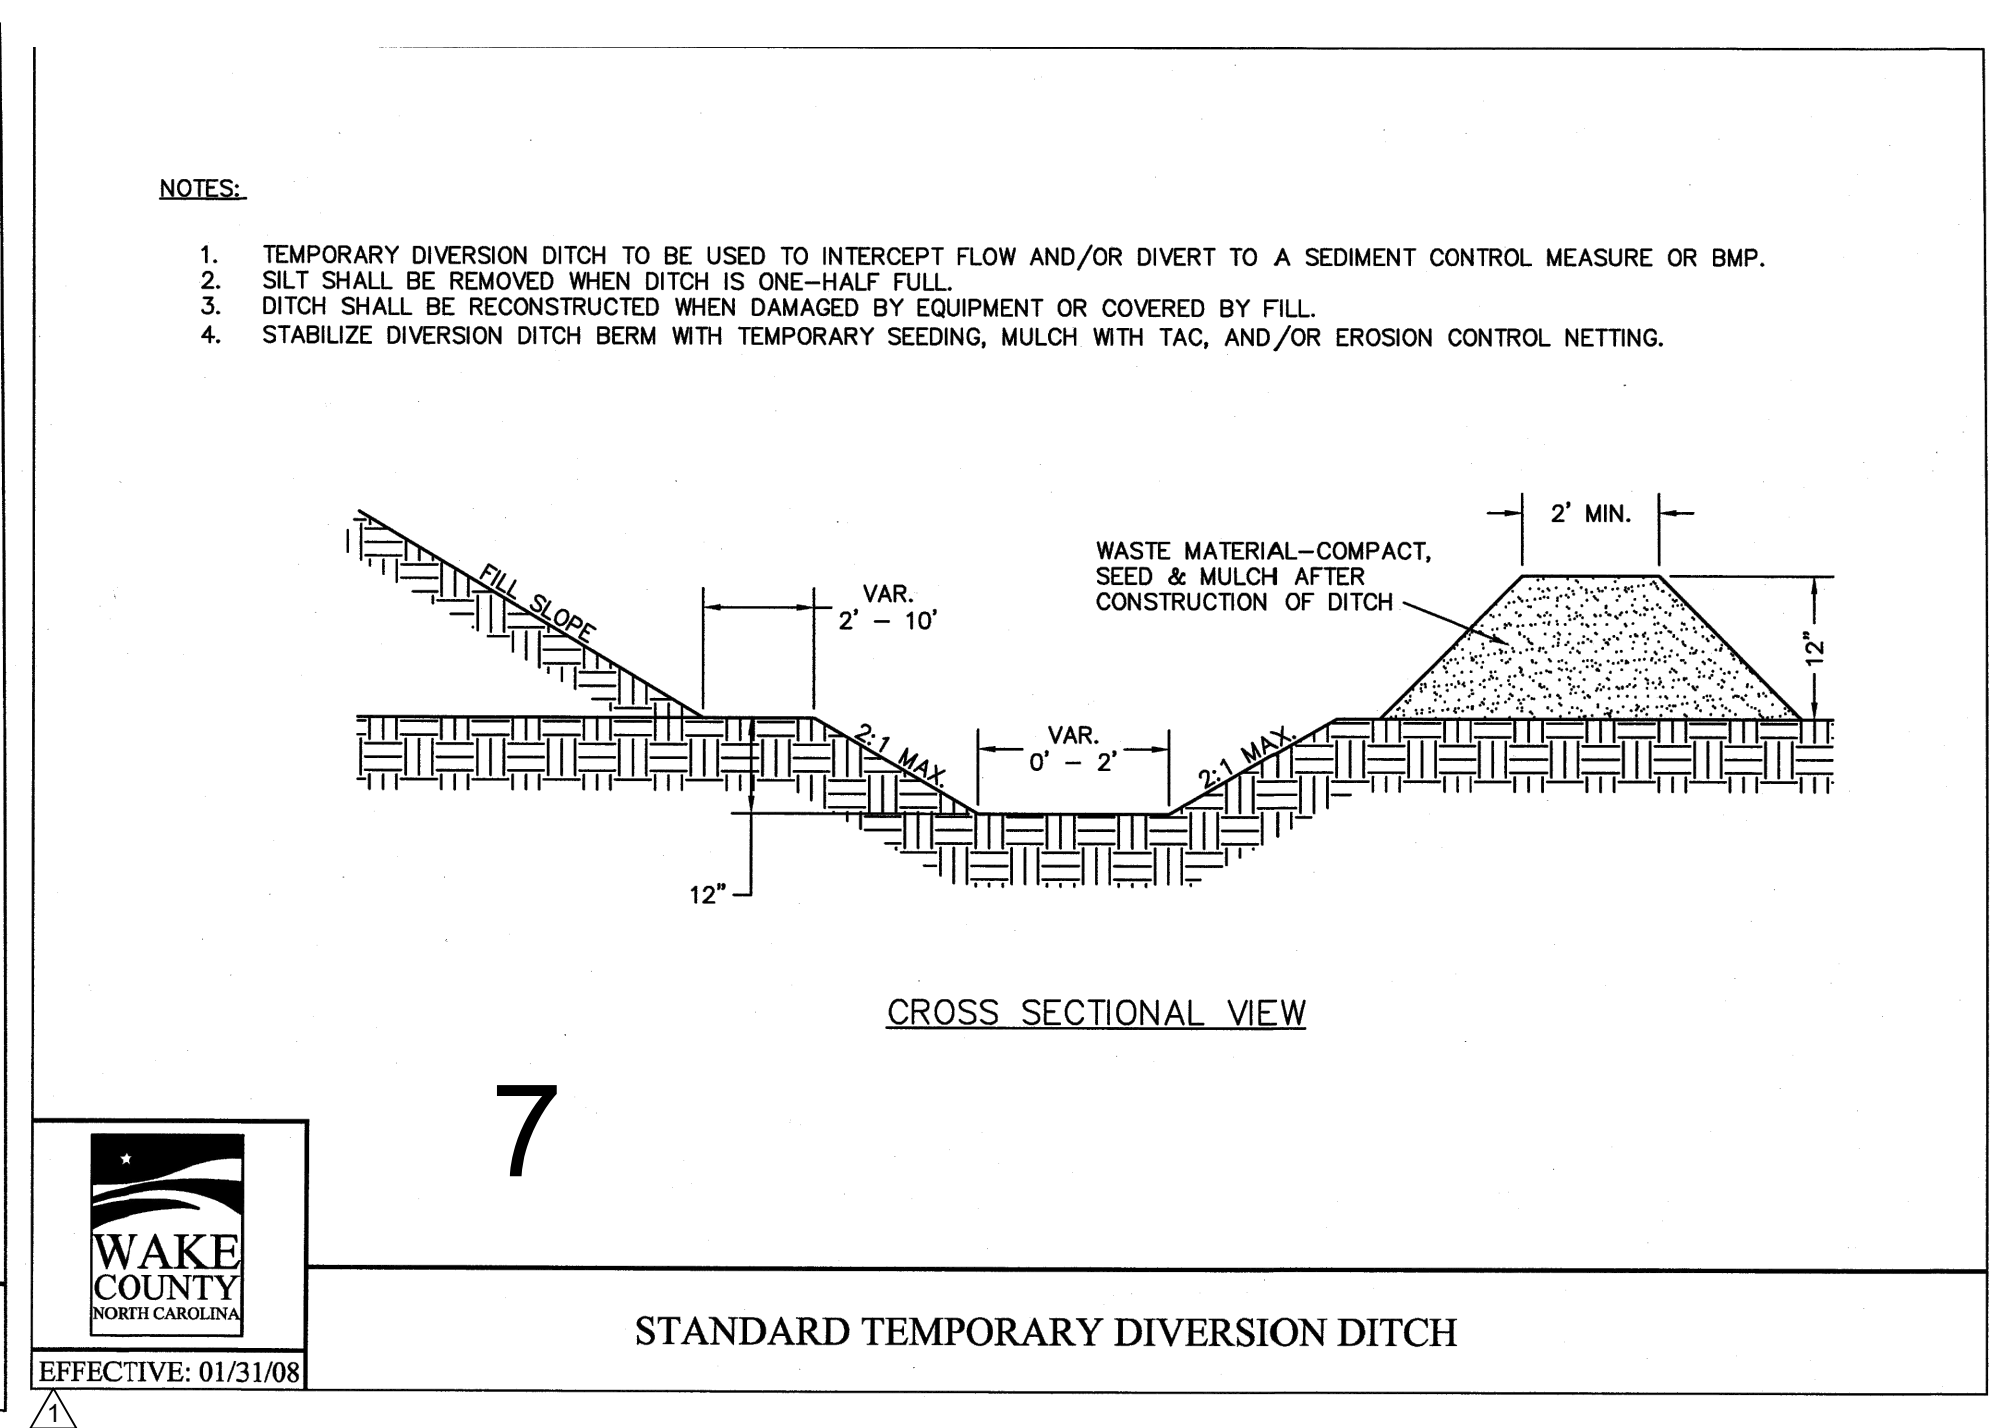 NOTES:
1. TEMPORARY DIVERSION DITCH TO BE USED TO INTERCEPT FLOW AND/OR DIVERT TO A SEDIMENT CONTROL MEASURE OR BMP.
2. SILT SHALL BE REMOVED WHEN DITCH IS ONE-HALF FULL.
3. DITCH SHALL BE RECONSTRUCTED WHEN DAMAGED BY EQUIPMENT OR COVERED BY FILL.
4. STABILIZE DIVERSION DITCH BERM WITH TEMPORARY SEEDING, MULCH WITH TAC, AND/OR EROSION CONTROL NETTING.
2' MIN.
WASTE MATERIAL-COMPACT,
SEED & MULCH AFTER
CONSTRUCTION OF DITCH
FILL SLOPE
VAR.
2' - 10'
12"
2:1 MAX.
VAR.
0' - 2'
2:1 MAX.
12"
CROSS SECTIONAL VIEW
7
WAKE
COUNTY
NORTH CAROLINA
STANDARD TEMPORARY DIVERSION DITCH
EFFECTIVE: 01/31/08
1